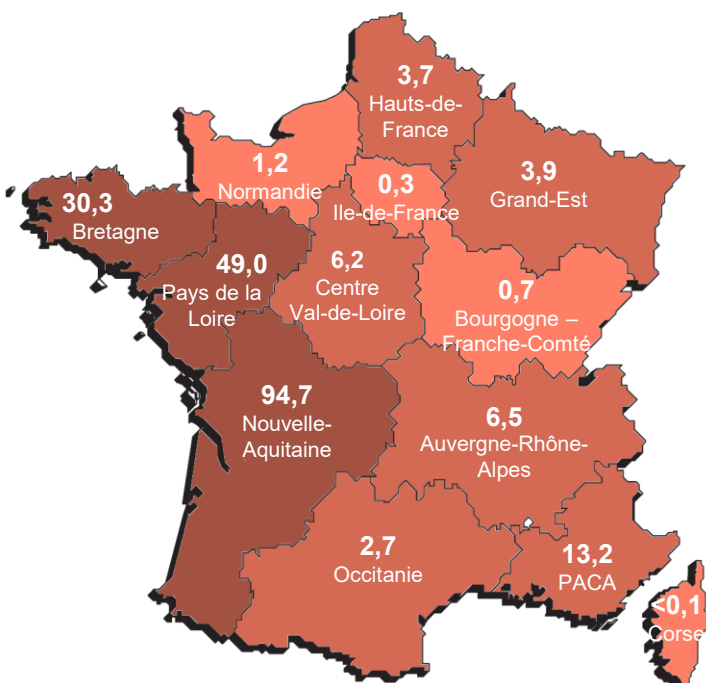 3,7
Hauts-de-
France
1,2
Normandie
0,3
Ile-de-France
3,9
Grand-Est
30,3
Bretagne
49,0
Pays de la
Loire
6,2
Centre
Val-de-Loire
0,7
Bourgogne –
Franche-Comté
94,7
Nouvelle-
Aquitaine
6,5
Auvergne-Rhône-
Alpes
2,7
Occitanie
13,2
PACA
<0,1
Corse